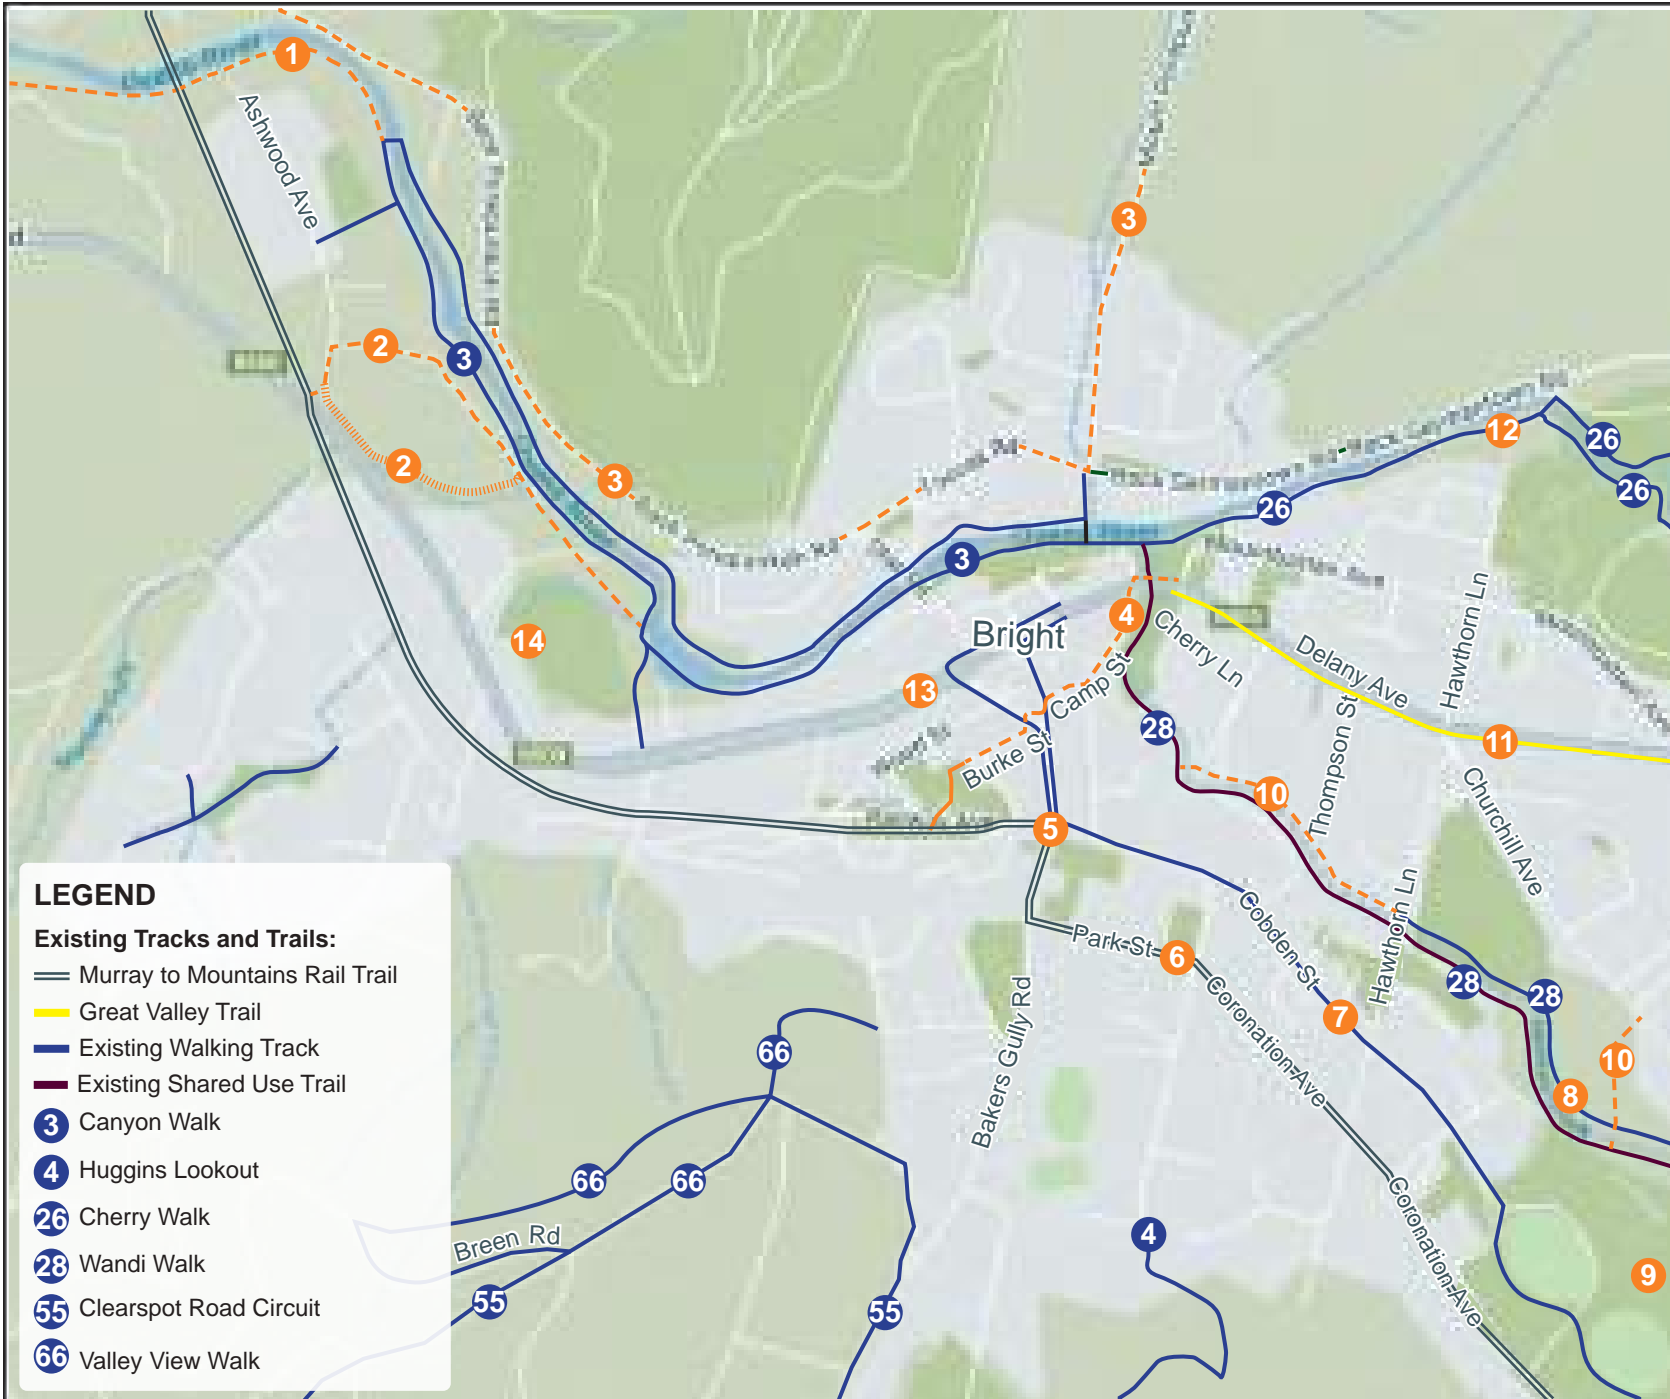 1
Ashwood Ave
3
2
3
2
3
12
26
26
26
3
4
Bright
Cherry Ln
Delany Ave
Hawthorn Ln
14
13
Camp St
28
11
Burke St
10
Thompson St
Churchill Ave
5
Hawthorn Ln
Cobden St
Park St
6
28
28
Coronation Ave
7
Bakers Gully Rd
10
8
66
66
66
Breen Rd
55
55
4
Coronation Ave
9
LEGEND
Existing Tracks and Trails:
Murray to Mountains Rail Trail
Great Valley Trail
Existing Walking Track
Existing Shared Use Trail
3 Canyon Walk
4 Huggins Lookout
26 Cherry Walk
28 Wandi Walk
55 Clearspot Road Circuit
66 Valley View Walk